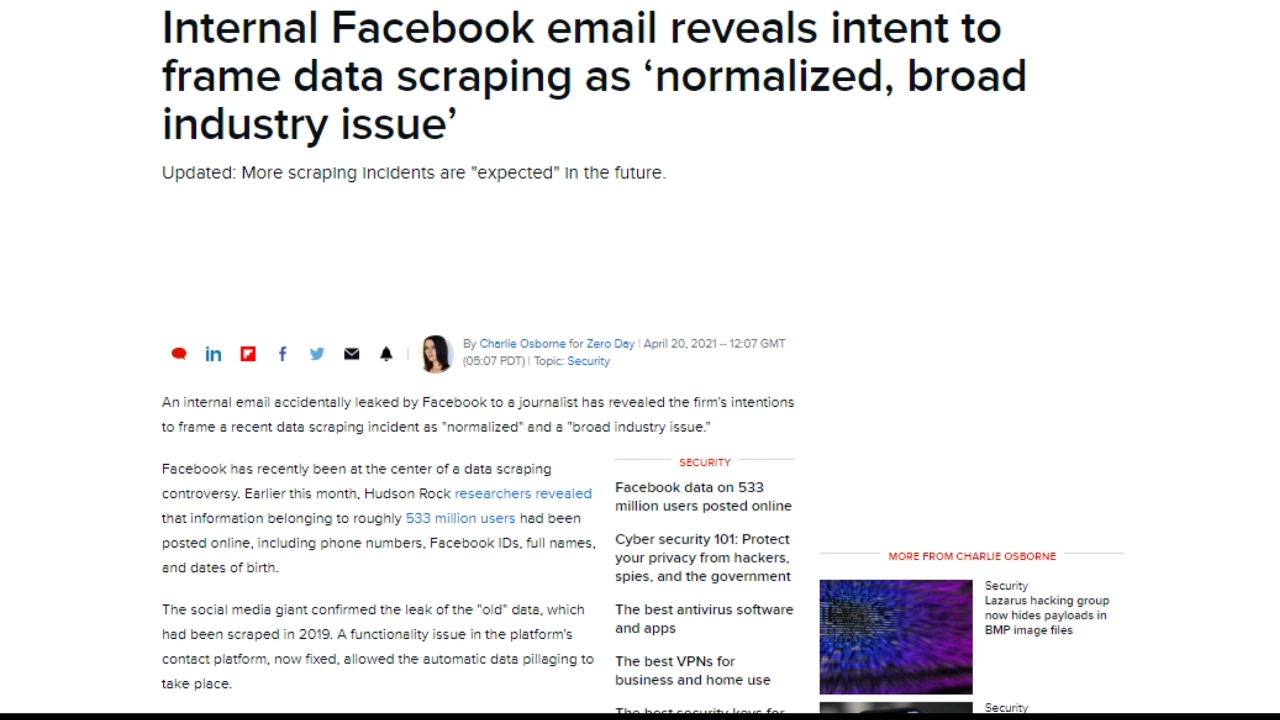 Internal Facebook email reveals intent to
frame data scraping as ‘normalized, broad
industry issue’
Updated: More scraping incidents are "expected" in the future.
By Charlie Osborne for Zero Day | April 20, 2021 -- 12:07 GMT
(05:07 PDT) | Topic: Security
An internal email accidentally leaked by Facebook to a journalist has revealed the firm's intentions
to frame a recent data scraping incident as "normalized" and a "broad industry issue."
Facebook has recently been at the center of a data scraping
controversy. Earlier this month, Hudson Rock researchers revealed
that information belonging to roughly 533 million users had been
posted online, including phone numbers, Facebook IDs, full names,
and dates of birth.
The social media giant confirmed the leak of the "old" data, which
had been scraped in 2019. A functionality issue in the platform's
contact platform, now fixed, allowed the automatic data pillaging to
take place.
SECURITY
Facebook data on 533
million users posted online
Cyber security 101: Protect
your privacy from hackers,
spies, and the government
The best antivirus software
and apps
The best VPNs for
business and home use
The best security keys for
MORE FROM CHARLIE OSBORNE
Security
Lazarus hacking group
now hides payloads in
BMP image files
Security